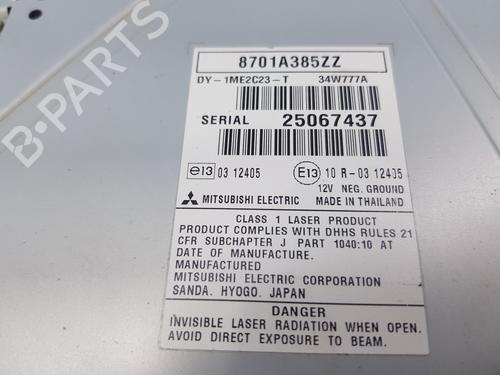 8701A385ZZ
DY-1ME2C23-T 34W777A
SERIAL 25067437
e13 03 12405 E13 10 R-03 12405
12V NEG. GROUND
MITSUBISHI ELECTRIC MADE IN THAILAND
CLASS 1 LASER PRODUCT
PRODUCT COMPLIES WITH DHHS RULES 21
CFR SUBCHAPTER J PART 1040:10 AT
DATE OF MANUFACTURE.
MANUFACTURED
MITSUBISHI ELECTRIC CORPORATION
SANDA, HYOGO, JAPAN
DANGER
INVISIBLE LASER RADIATION WHEN OPEN.
AVOID DIRECT EXPOSURE TO BEAM.
B-PARTS